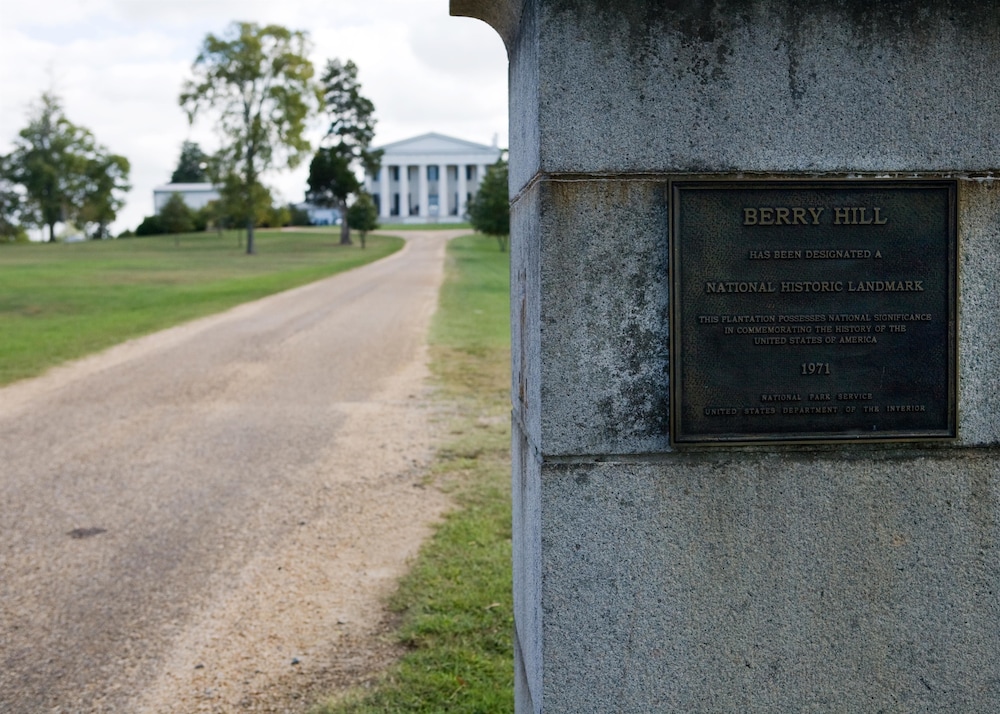 BERRY HILL
HAS BEEN DESIGNATED A
NATIONAL HISTORIC LANDMARK
THIS PLANTATION POSSESSES NATIONAL SIGNIFICANCE
IN COMMEMORATING THE HISTORY OF THE
UNITED STATES OF AMERICA
1971
NATIONAL PARK SERVICE
UNITED STATES DEPARTMENT OF THE INTERIOR